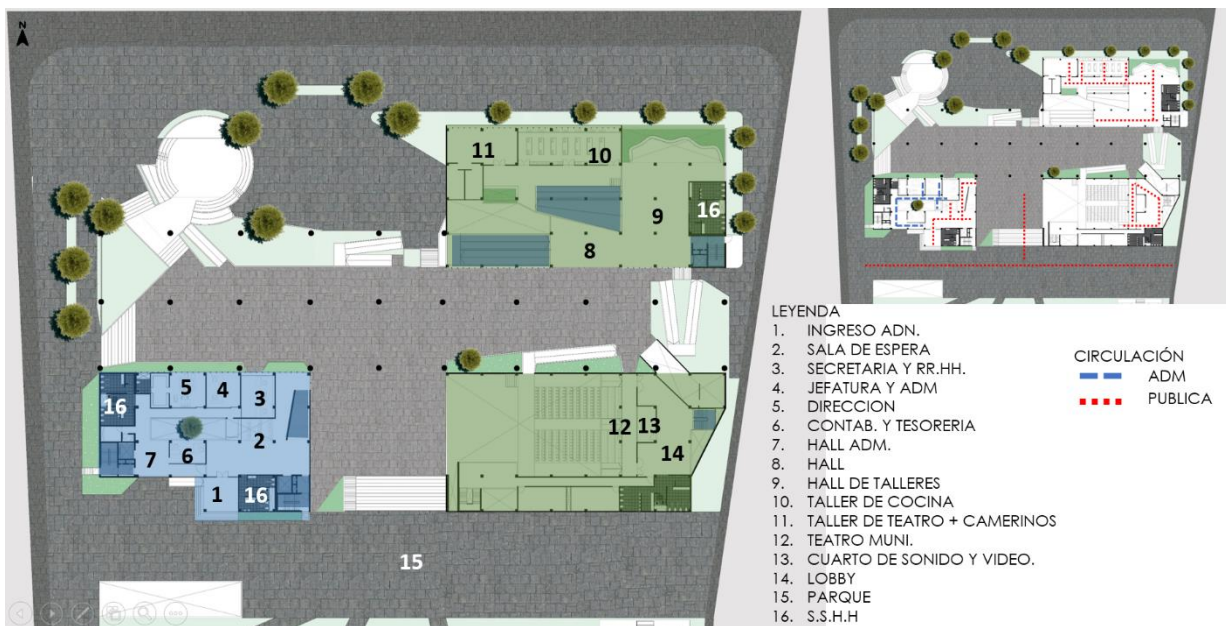 N
11
10
9
16
8
5
4
3
16
2
7
6
1
16
12
13
14
15
LEYENDA
1. INGRESO ADN.
2. SALA DE ESPERA
3. SECRETARIA Y RR.HH.
4. JEFATURA Y ADM
5. DIRECCION
6. CONTAB. Y TESORERIA
7. HALL ADM.
8. HALL
9. HALL DE TALLERES
10. TALLER DE COCINA
11. TALLER DE TEATRO + CAMERINOS
12. TEATRO MUNI.
13. CUARTO DE SONIDO Y VIDEO.
14. LOBBY
15. PARQUE
16. S.S.H.H
CIRCULACIÓN
ADM
PUBLICA